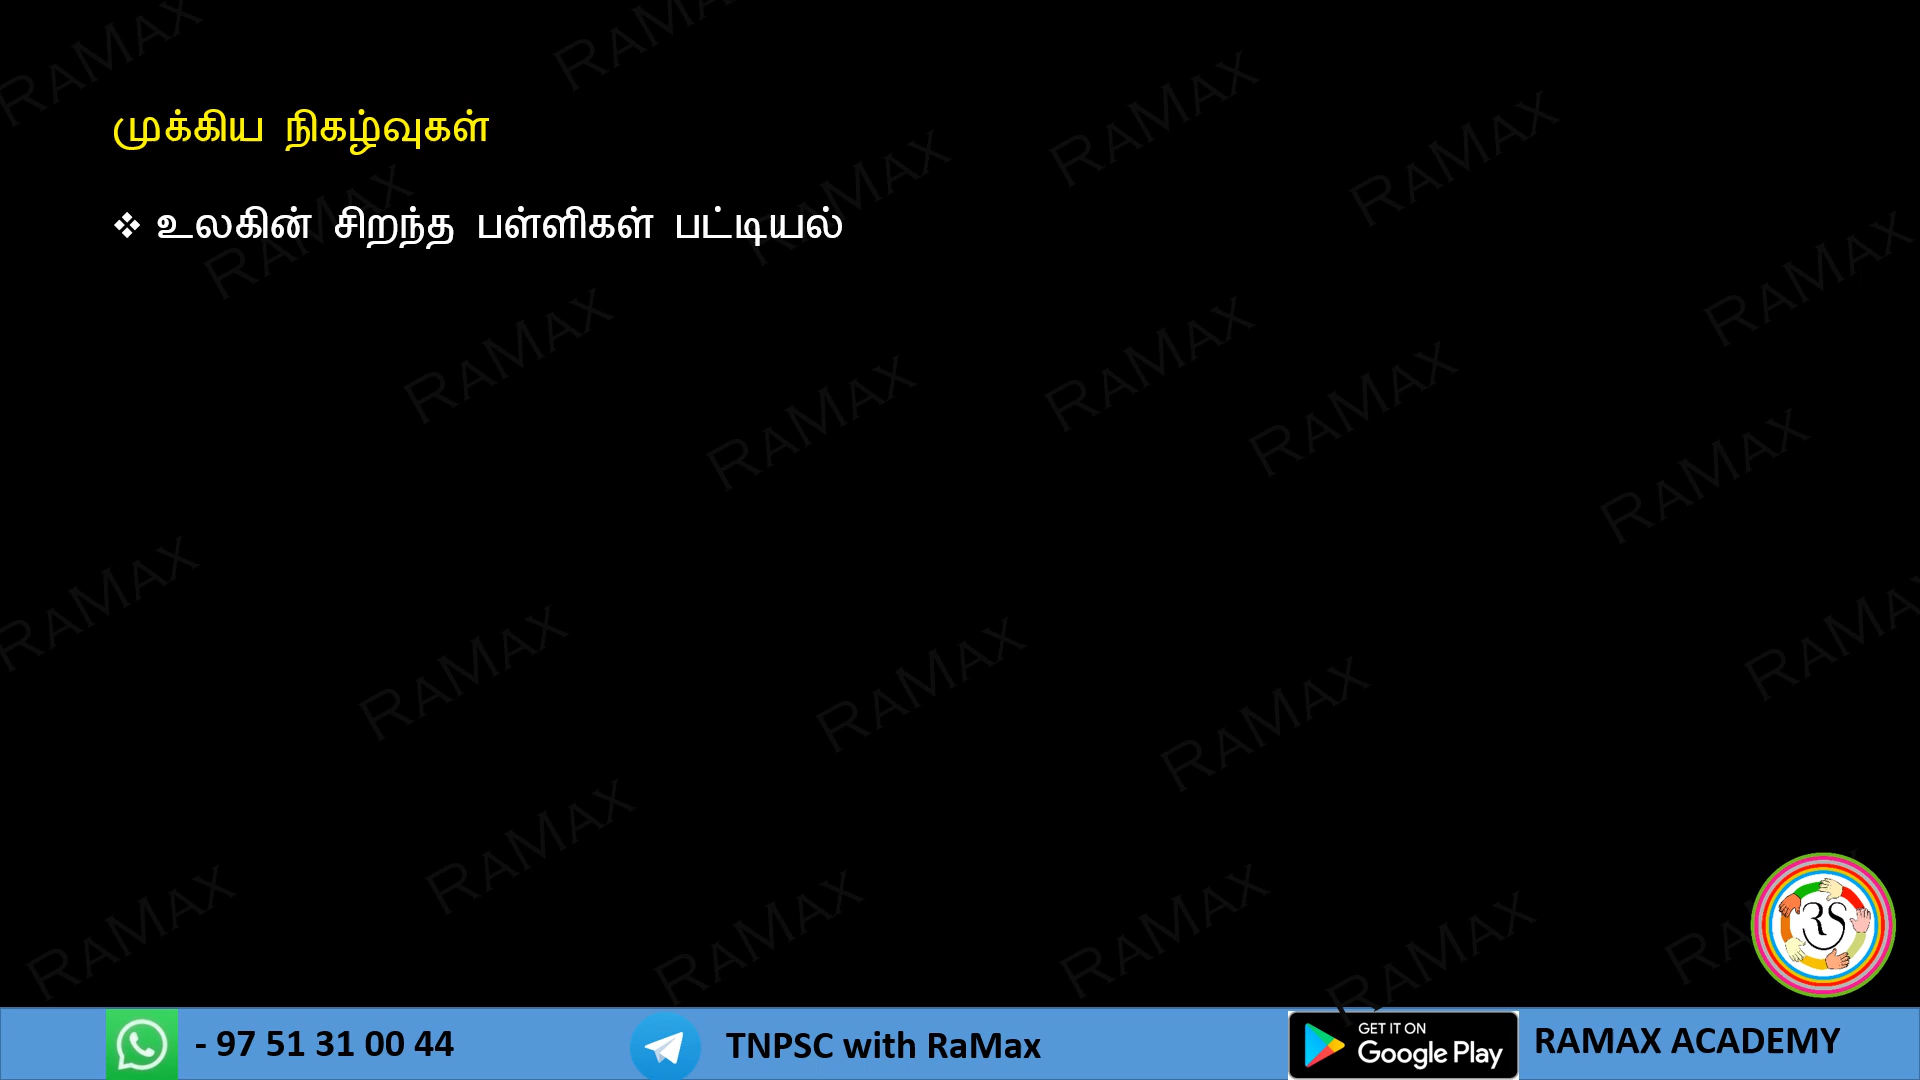 முக்கிய நிகழ்வுகள்
❖ உலகின் சிறந்த பள்ளிகள் பட்டியல்
- 97 51 31 00 44
TNPSC with RaMax
GET IT ON
Google Play
RAMAX ACADEMY